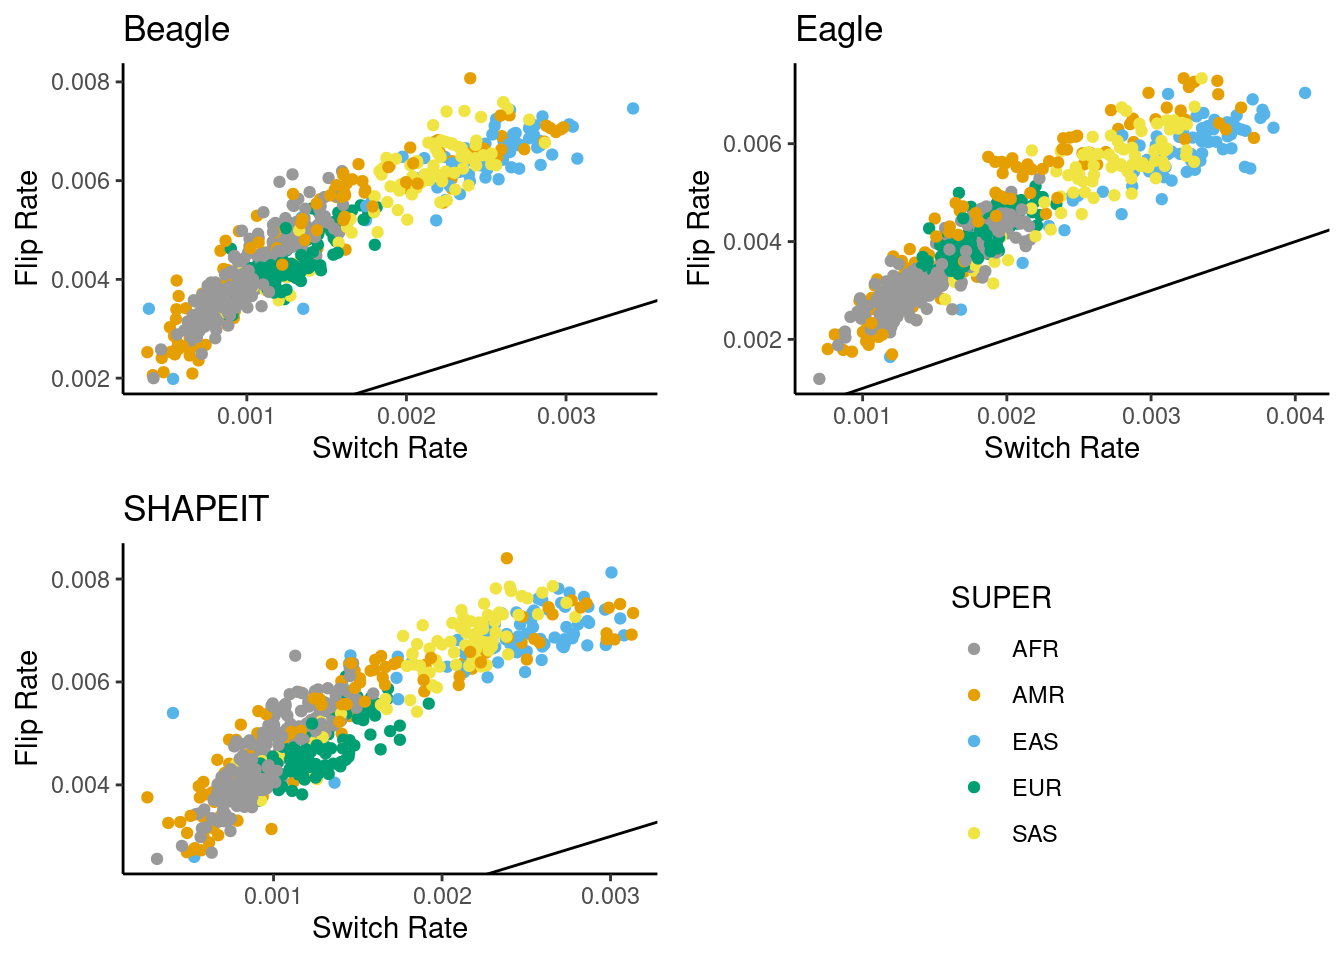 Beagle
0.008
0.006
0.004
0.002
Flip Rate
0.001 0.002 0.003
Switch Rate
Eagle
0.006
0.004
0.002
Flip Rate
0.001 0.002 0.003 0.004
Switch Rate
SHAPEIT
0.008
0.006
0.004
Flip Rate
0.001 0.002 0.003
Switch Rate
SUPER
AFR
AMR
EAS
EUR
SAS